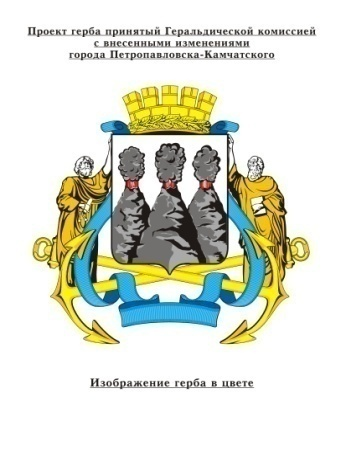 Проект герба принятый Геральдической комиссией
с внесенными изменениями
города Петропавловска-Камчатского
Изображение герба в цвете